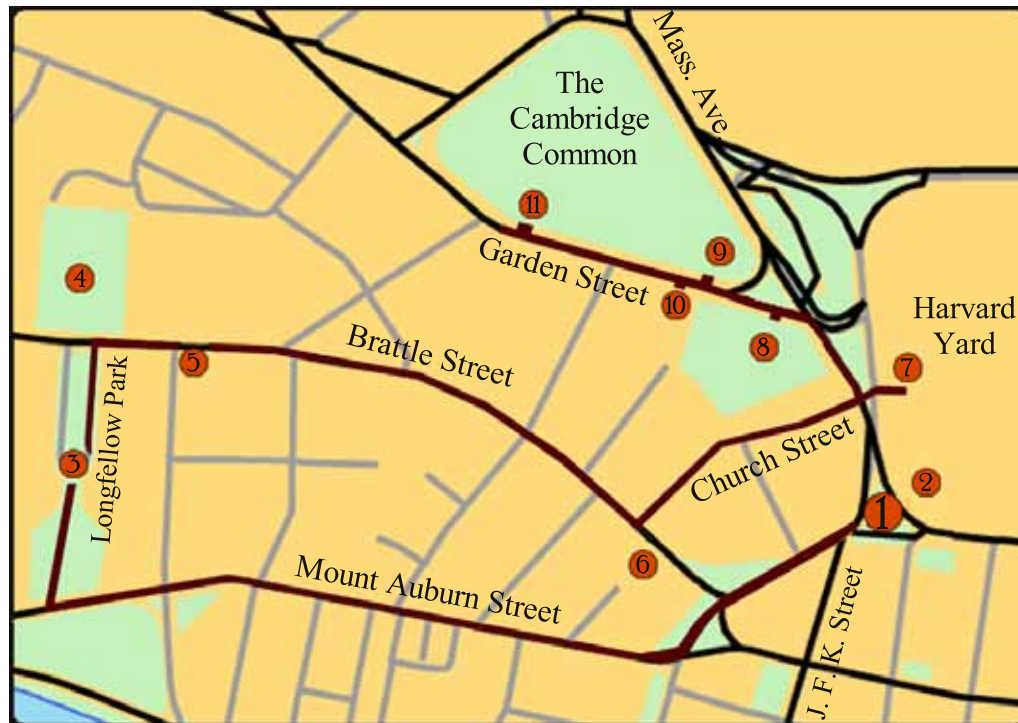 The
Cambridge
Common
Mass. Ave.
11
9
Garden Street
10
4
Harvard
Yard
8
5
Brattle Street
7
Longfellow Park
3
Church Street
2
1
6
Mount Auburn Street
J. F. K. Street